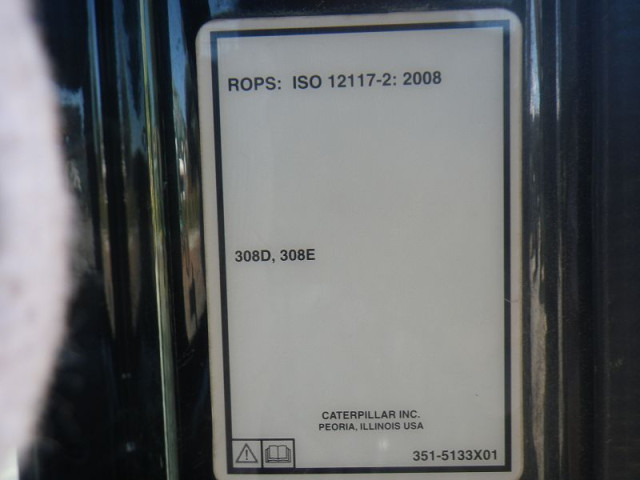 ROPS: ISO 12117-2: 2008
308D, 308E
CATERPILLAR INC.
PEORIA, ILLINOIS USA
351-5133X01